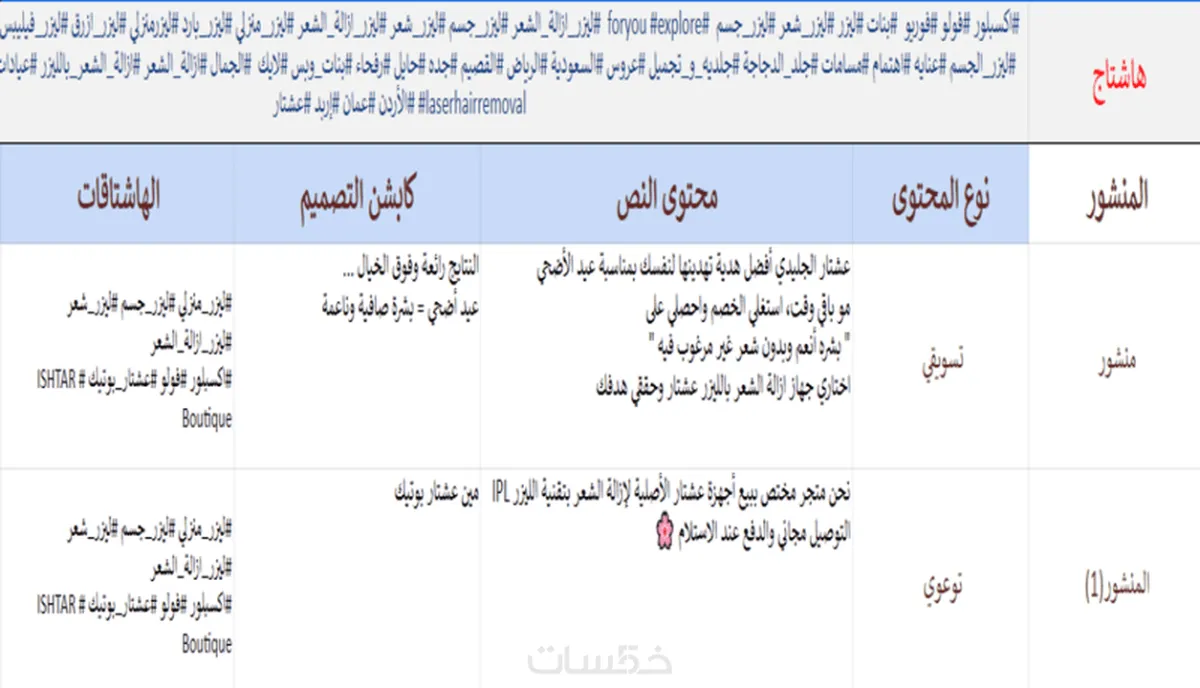 هاشتاج
#اكسبلور #فولو #فوريو #بنات #ليزر #ليزر_شعر #ليزر_جسم #foryou #explore #ليزر_ازالة_الشعر #ليزر_جسم #ليزر_شعر #ليزر_ازالة_الشعر #ليزر_منزلي #ليزر_بارد #ليزرمنزلي #ليزر_ازرق #ليزر_فيليبس
#ليزر_الجسم #عنايه #اهتمام #مسامات #جلد_الدجاجة #جلديه_و_تجميل #عروس #السعودية #الرياض #القصيم #جده #حايل #رفحاء #بنات_وبس #لايك #الجمال #ازالة_الشعر #ازالة_الشعر_بالليزر #عيادات
#laserhairremoval #الأردن #عمان #إربد #عشتار
المنشور نوع المحتوى محتوى النص كابشن التصميم الهاشتاقات
منشور
تسويقي
عشتار الجليدي أفضل هدية تهدينها لنفسك بمناسبة عيد الأضحي
مو باقي وقت، استغلي الخصم واحصلي على
" بشره أنعم وبدون شعر غير مرغوب فيه "
اختاري جهاز ازالة الشعر بالليزر عشتار وحققي هدفك
النتايج رائعة وفوق الخيال ...
عيد أضحي = بشرة صافية وناعمة
#ليزر_منزلي #ليزر_جسم #ليزر_شعر
#ليزر_ازالة_الشعر
#اكسبلور #فولو #عشتار_بوتيك # ISHTAR
Boutique
المنشور(1)
توعوي
نحن متجر مختص ببيع أجهزة عشتار الأصلية لإزالة الشعر بتقنية الليزر IPL
التوصيل مجاني والدفع عند الاستلام 🌸
مين عشتار بوتيك
#ليزر_منزلي #ليزر_جسم #ليزر_شعر
#ليزر_ازالة_الشعر
#اكسبلور #فولو #عشتار_بوتيك # ISHTAR
Boutique
خمسات